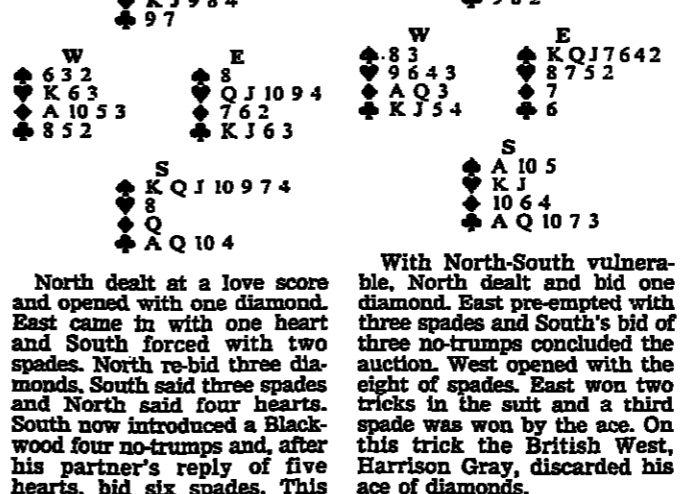 ♦ K J 9 8 4
♣ 9 7
W
♠ 6 3 2
♥ K 6 3
♦ A 10 5 3
♣ 8 5 2
E
♠ 8
♥ Q J 10 9 4
♦ 7 6 2
♣ K J 6 3
S
♠ K Q J 10 9 7 4
♥ 8
♦ Q
♣ A Q 10 4
North dealt at a love score
and opened with one diamond.
East came in with one heart
and South forced with two
spades. North re-bid three dia-
monds, South said three spades
and North said four hearts.
South now introduced a Black-
wood four no-trumps and, after
his partner's reply of five
hearts, bid six spades. This
♣ 9 8 2
W
♠ 8 3
♥ 9 6 4 3
♦ A Q 3
♣ K J 5 4
E
♠ K Q J 7 6 4 2
♥ 8 7 5 2
♦ 7
♣ 6
S
♠ A 10 5
♥ K J
♦ 10 6 4
♣ A Q 10 7 3
With North-South vulnera-
ble, North dealt and bid one
diamond. East pre-empted with
three spades and South's bid of
three no-trumps concluded the
auction. West opened with the
eight of spades. East won two
tricks in the suit and a third
spade was won by the ace. On
this trick the British West,
Harrison Gray, discarded his
ace of diamonds.